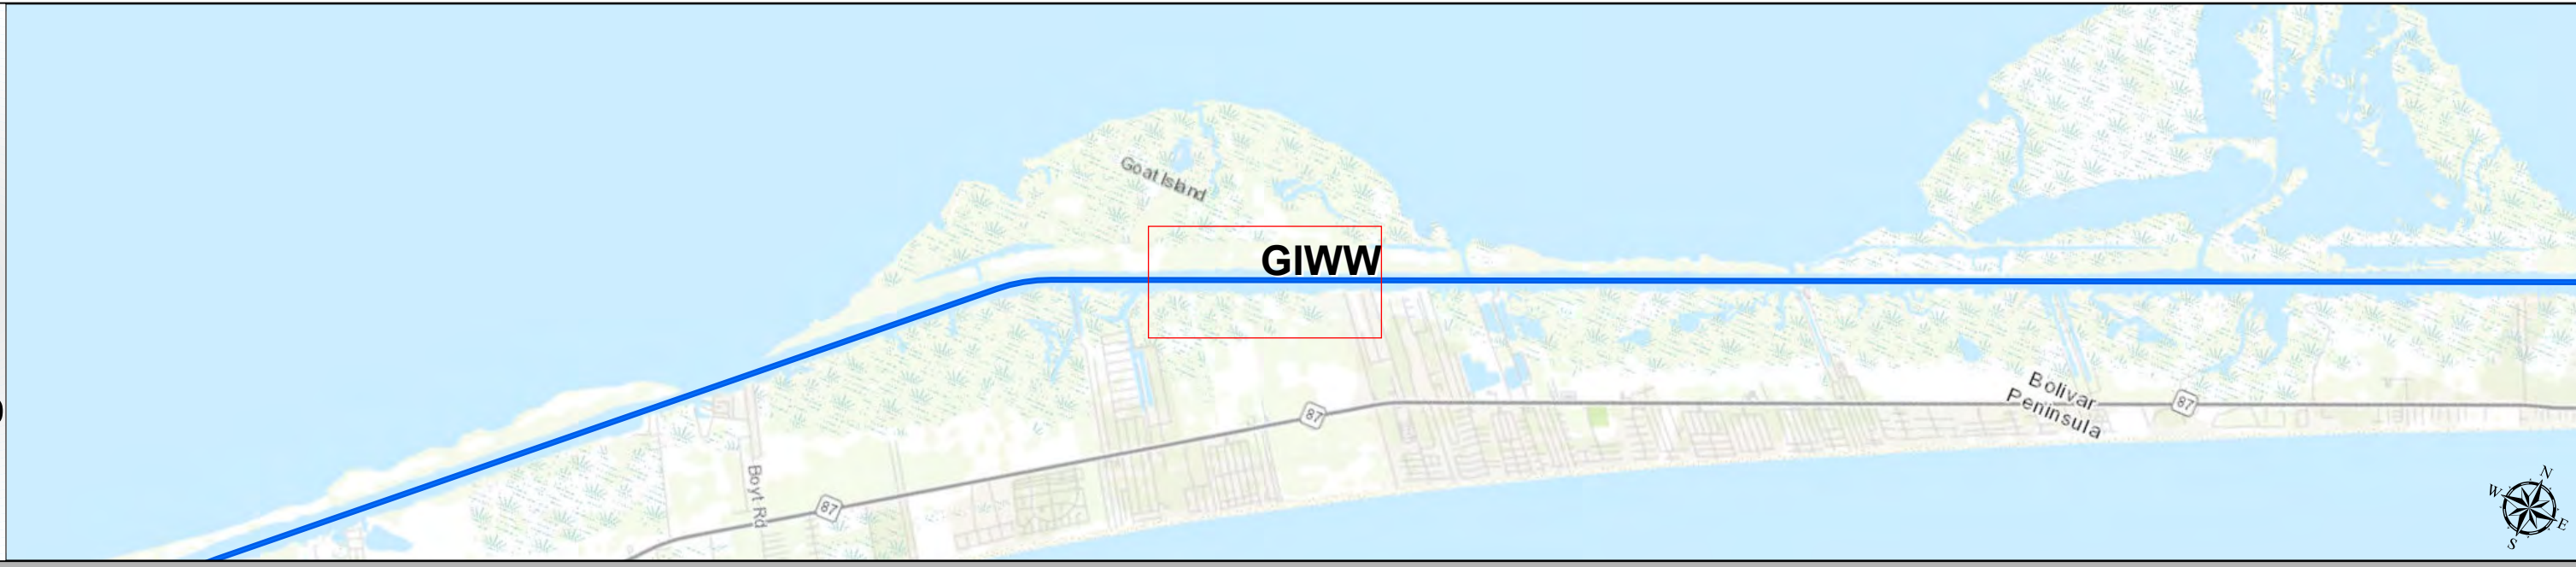 Goat Island
GIWW
Bolivar
Peninsula
87
87
87
Boyt Rd
N
W
E
S